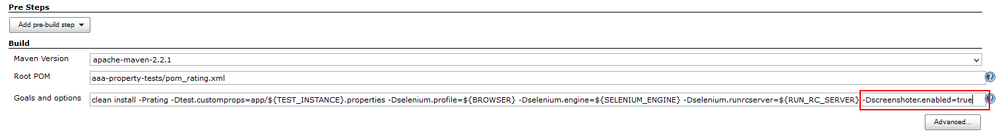 Pre Steps
Add pre-build step
Build
Maven Version apache-maven-2.2.1
Root POM aaa-property-tests/pom_rating.xml
Goals and options clean install -Prating -Dtest.customprops=app/${TEST_INSTANCE}.properties -Dselenium.profile=${BROWSER} -Dselenium.engine=${SELENIUM_ENGINE} -Dselenium.runrcserver=${RUN_RC_SERVER} -Dscreenshoter.enabled=true
Advanced...